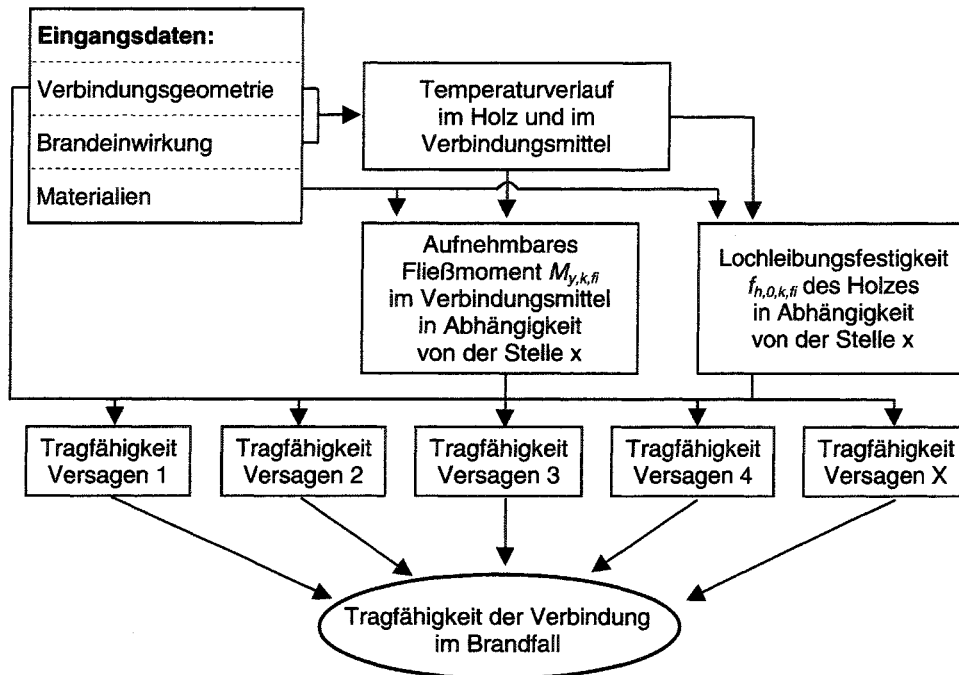 Eingangsdaten:
Verbindungsgeometrie
Brandeinwirkung
Materialien
Temperaturverlauf
im Holz und im
Verbindungsmittel
Aufnehmbares
Fließmoment M_{y,k,fi}
im Verbindungsmittel
in Abhängigkeit
von der Stelle x
Lochleibungsfestigkeit
f_{h,0,k,fi} des Holzes
in Abhängigkeit
von der Stelle x
Tragfähigkeit
Versagen 1
Tragfähigkeit
Versagen 2
Tragfähigkeit
Versagen 3
Tragfähigkeit
Versagen 4
Tragfähigkeit
Versagen X
Tragfähigkeit der Verbindung
im Brandfall